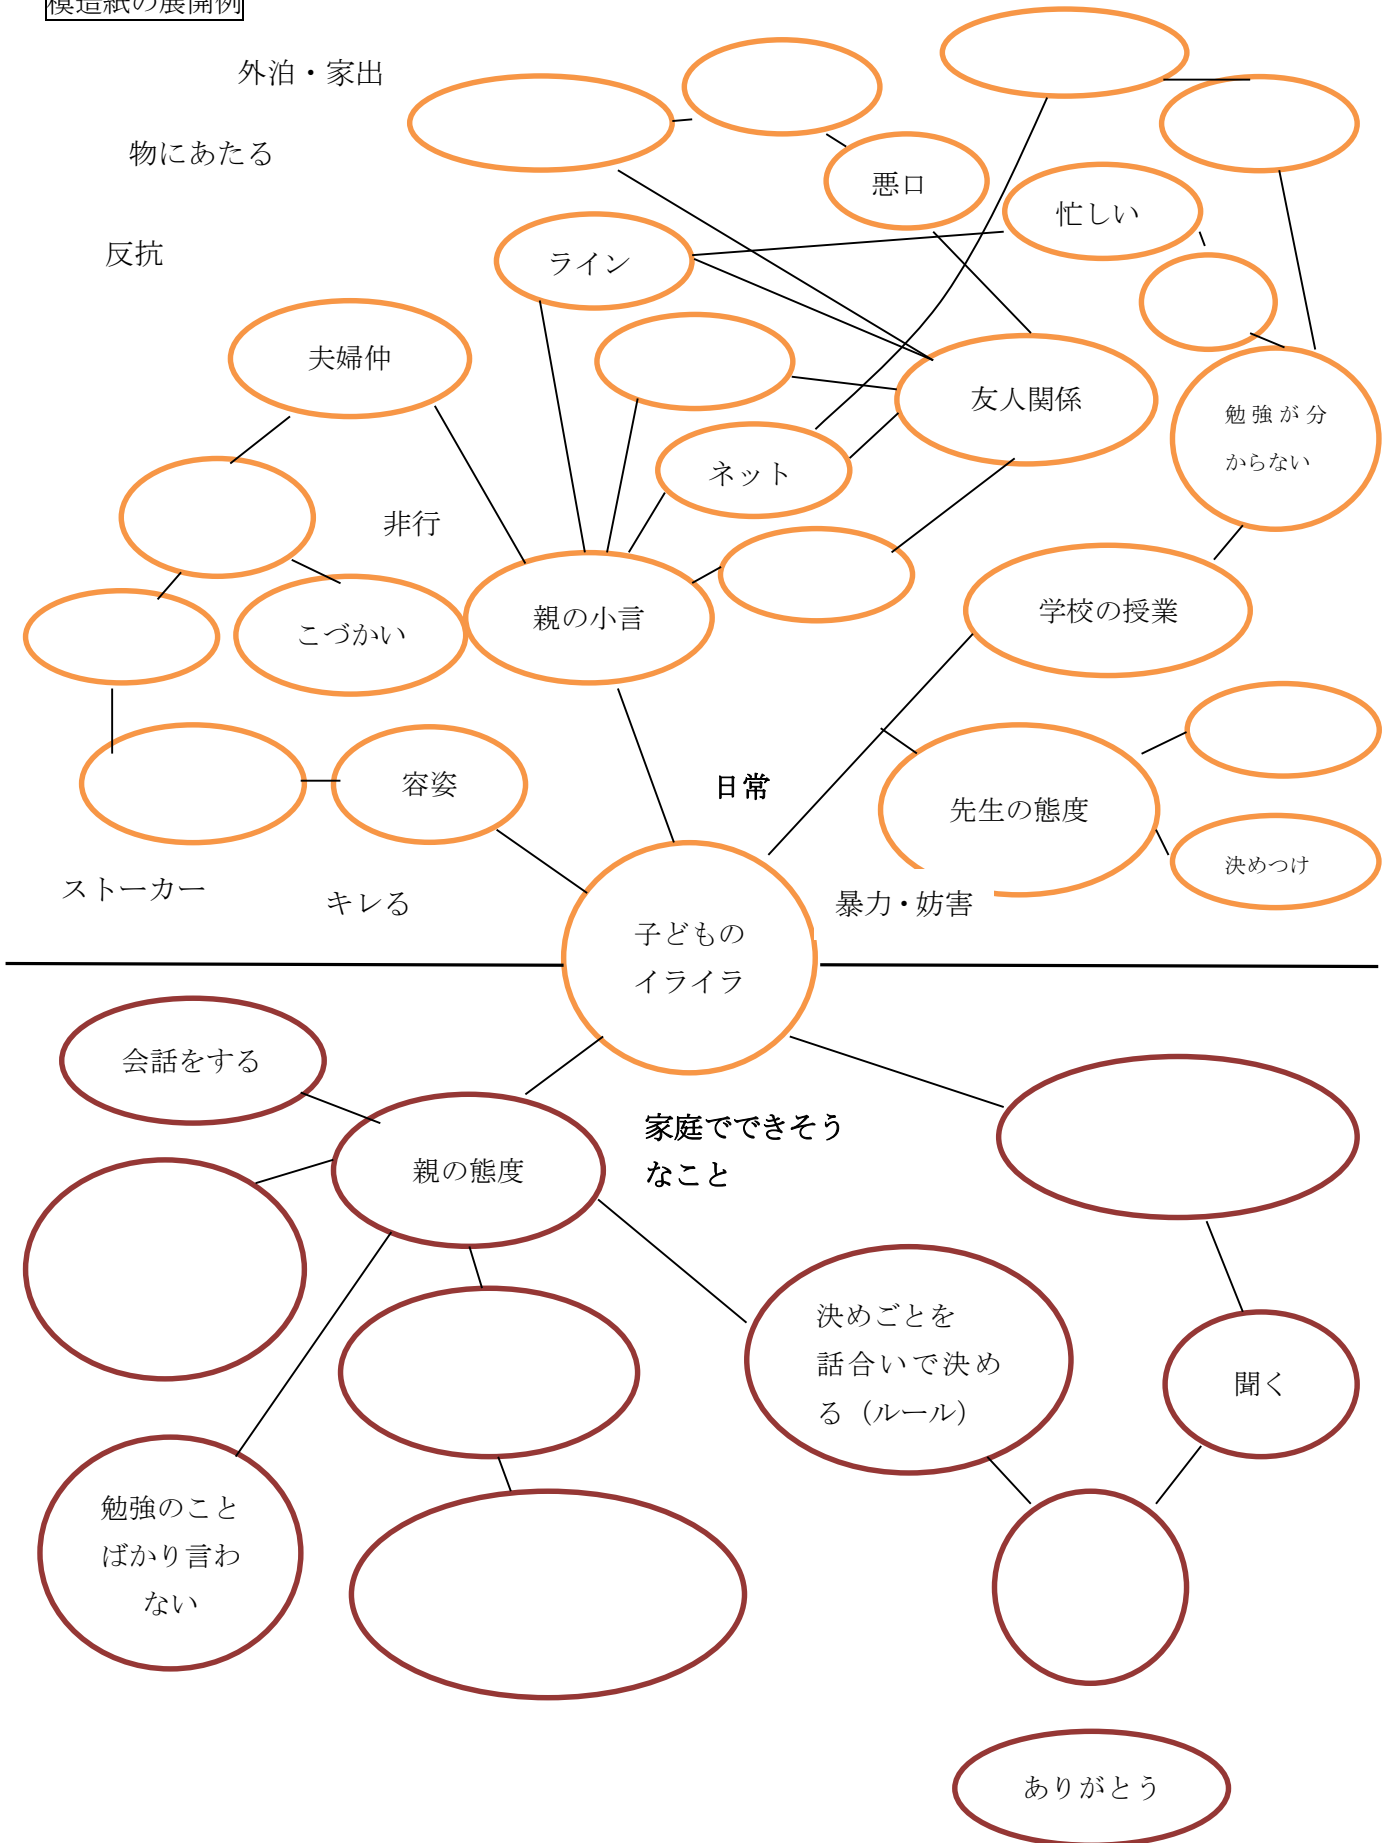 模造紙の展開例
外泊・家出
物にあたる
悪口
忙しい
反抗
ライン
夫婦仲
友人関係
勉強が分
からない
ネット
非行
親の小言
学校の授業
こづかい
容姿
日常
先生の態度
決めつけ
ストーカー
キレる
暴力・妨害
子どもの
イライラ
会話をする
家庭でできそう
なこと
親の態度
決めごとを
話合いで決め
る（ルール）
聞く
勉強のこと
ばかり言わ
ない
ありがとう